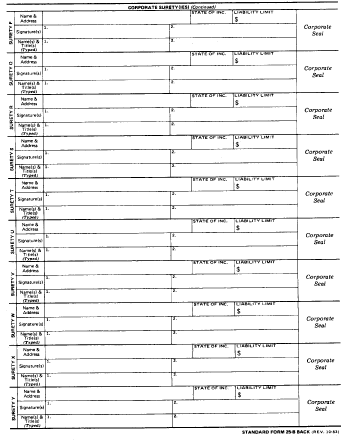 CORPORATE SURETY(IES) (Continued)
SURETY P
Name & Address
STATE OF INC.
LIABILITY LIMIT
$
Signature(s)
1.
2.
Corporate Seal
Name(s) & Title(s) (Typed)
1.
2.
SURETY Q
Name & Address
STATE OF INC.
LIABILITY LIMIT
$
Signature(s)
1.
2.
Corporate Seal
Name(s) & Title(s) (Typed)
1.
2.
SURETY R
Name & Address
STATE OF INC.
LIABILITY LIMIT
$
Signature(s)
1.
2.
Corporate Seal
Name(s) & Title(s) (Typed)
1.
2.
SURETY S
Name & Address
STATE OF INC.
LIABILITY LIMIT
$
Signature(s)
1.
2.
Corporate Seal
Name(s) & Title(s) (Typed)
1.
2.
SURETY T
Name & Address
STATE OF INC.
LIABILITY LIMIT
$
Signature(s)
1.
2.
Corporate Seal
Name(s) & Title(s) (Typed)
1.
2.
SURETY U
Name & Address
STATE OF INC.
LIABILITY LIMIT
$
Signature(s)
1.
2.
Corporate Seal
Name(s) & Title(s) (Typed)
1.
2.
SURETY V
Name & Address
STATE OF INC.
LIABILITY LIMIT
$
Signature(s)
1.
2.
Corporate Seal
Name(s) & Title(s) (Typed)
1.
2.
SURETY W
Name & Address
STATE OF INC.
LIABILITY LIMIT
$
Signature(s)
1.
2.
Corporate Seal
Name(s) & Title(s) (Typed)
1.
2.
SURETY X
Name & Address
STATE OF INC.
LIABILITY LIMIT
$
Signature(s)
1.
2.
Corporate Seal
Name(s) & Title(s) (Typed)
1.
2.
SURETY Y
Name & Address
STATE OF INC.
LIABILITY LIMIT
$
Signature(s)
1.
2.
Corporate Seal
Name(s) & Title(s) (Typed)
1.
2.
STANDARD FORM 25-B BACK (REV. 10-83)